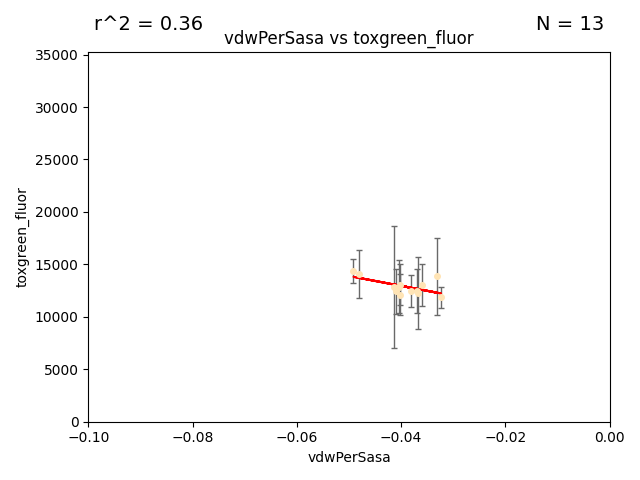 r^2 = 0.36
N = 13
vdwPerSasa vs toxgreen_fluor
35000
30000
25000
20000
15000
10000
5000
0
toxgreen_fluor
−0.10
−0.08
−0.06
−0.04
−0.02
0.00
vdwPerSasa